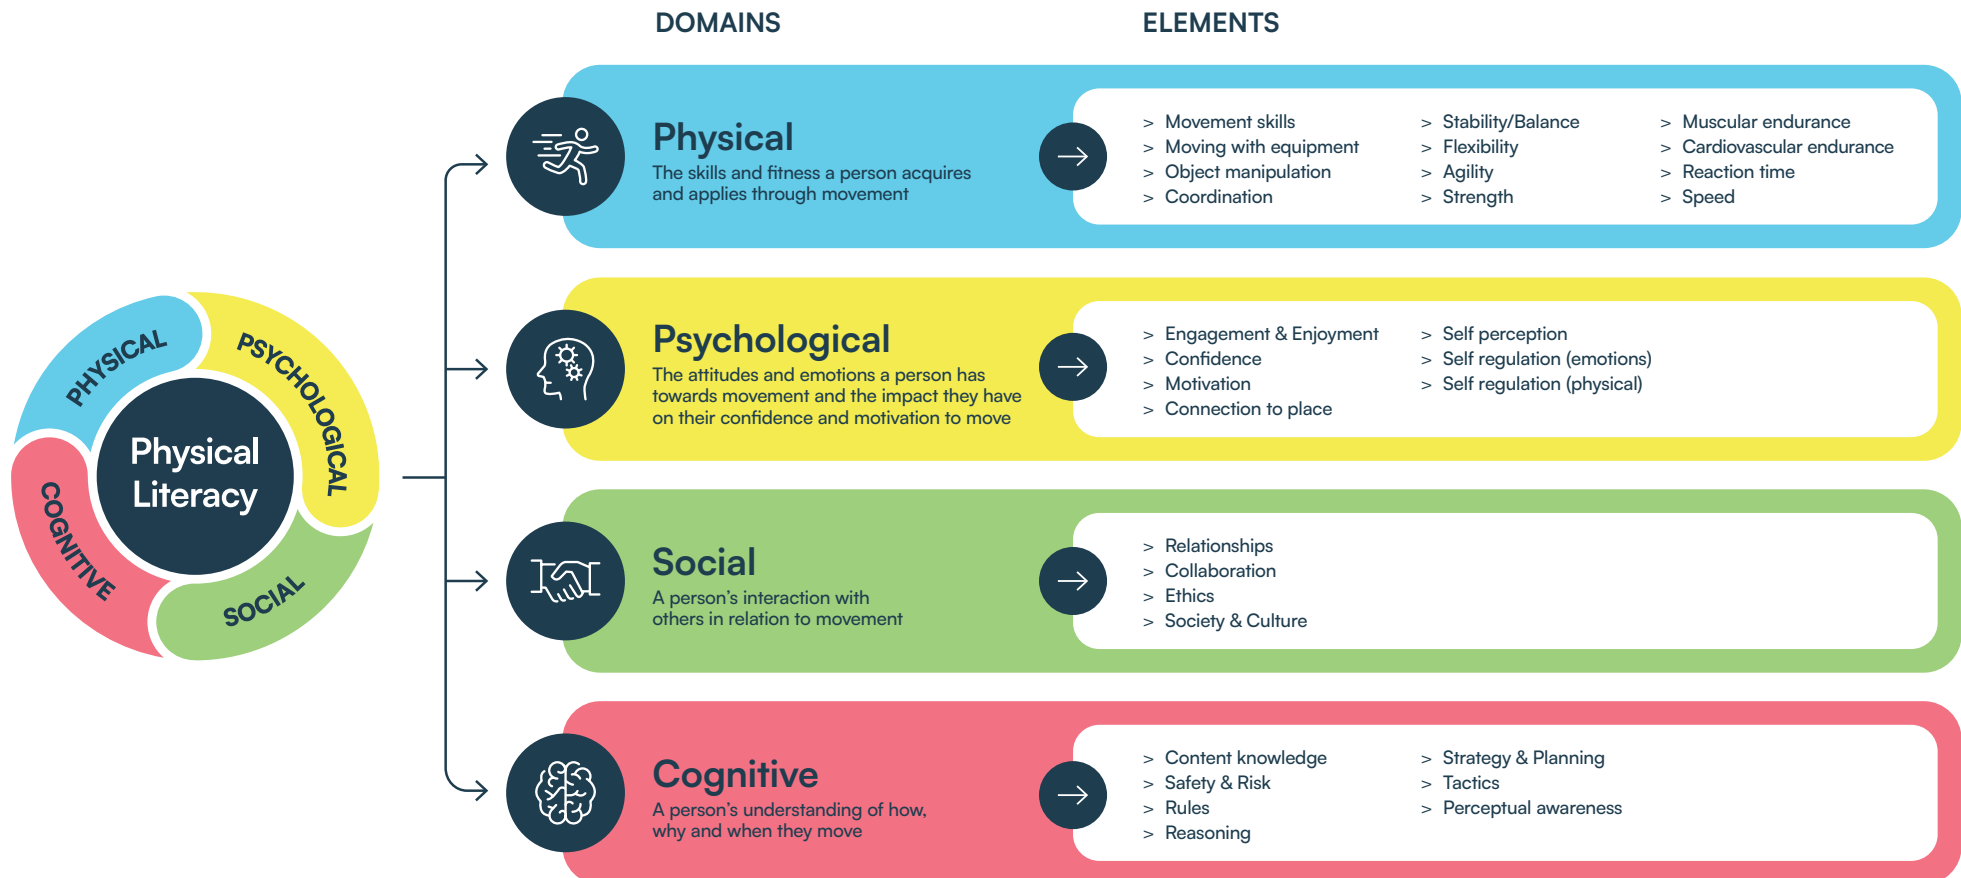 DOMAINS
ELEMENTS
PHYSICAL
PSYCHOLOGICAL
SOCIAL
COGNITIVE
Physical
Literacy
Physical
The skills and fitness a person acquires
and applies through movement
> Movement skills
> Moving with equipment
> Object manipulation
> Coordination
> Stability/Balance
> Flexibility
> Agility
> Strength
> Muscular endurance
> Cardiovascular endurance
> Reaction time
> Speed
Psychological
The attitudes and emotions a person has
towards movement and the impact they have
on their confidence and motivation to move
> Engagement & Enjoyment
> Confidence
> Motivation
> Connection to place
> Self perception
> Self regulation (emotions)
> Self regulation (physical)
Social
A person’s interaction with
others in relation to movement
> Relationships
> Collaboration
> Ethics
> Society & Culture
Cognitive
A person’s understanding of how,
why and when they move
> Content knowledge
> Safety & Risk
> Rules
> Reasoning
> Strategy & Planning
> Tactics
> Perceptual awareness